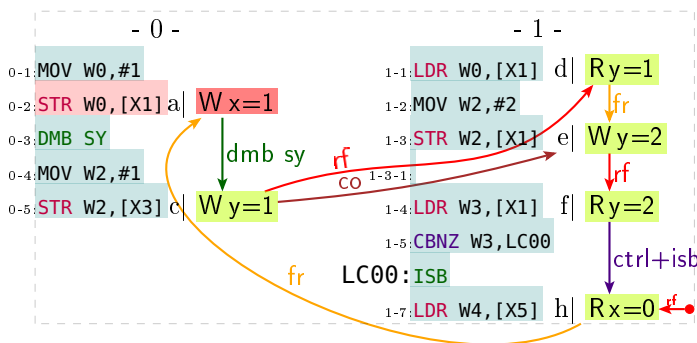 - 0 -
- 1 -
0-1: MOV W0,#1
0-2: STR W0,[X1] a| W x=1
0-3: DMB SY
dmb sy
0-4: MOV W2,#1
0-5: STR W2,[X3] c| W y=1
1-1: LDR W0,[X1] d| R y=1
fr
1-2: MOV W2,#2
1-3: STR W2,[X1] e| W y=2
rf
rf
co
1-3-1:
1-4: LDR W3,[X1] f| R y=2
1-5: CBNZ W3,LC00
ctrl+isb
LC00: ISB
fr
1-7: LDR W4,[X5] h| R x=0
rf